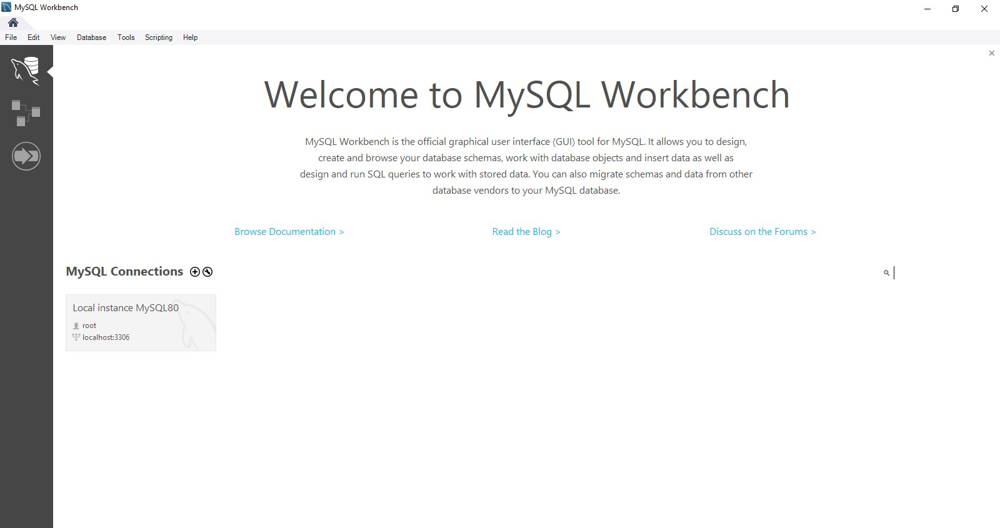 MySQL Workbench
File Edit View Database Tools Scripting Help
Welcome to MySQL Workbench
MySQL Workbench is the official graphical user interface (GUI) tool for MySQL. It allows you to design,
create and browse your database schemas, work with database objects and insert data as well as
design and run SQL queries to work with stored data. You can also migrate schemas and data from other
database vendors to your MySQL database.
Browse Documentation > Read the Blog > Discuss on the Forums >
MySQL Connections
Local instance MySQL80
root
localhost:3306